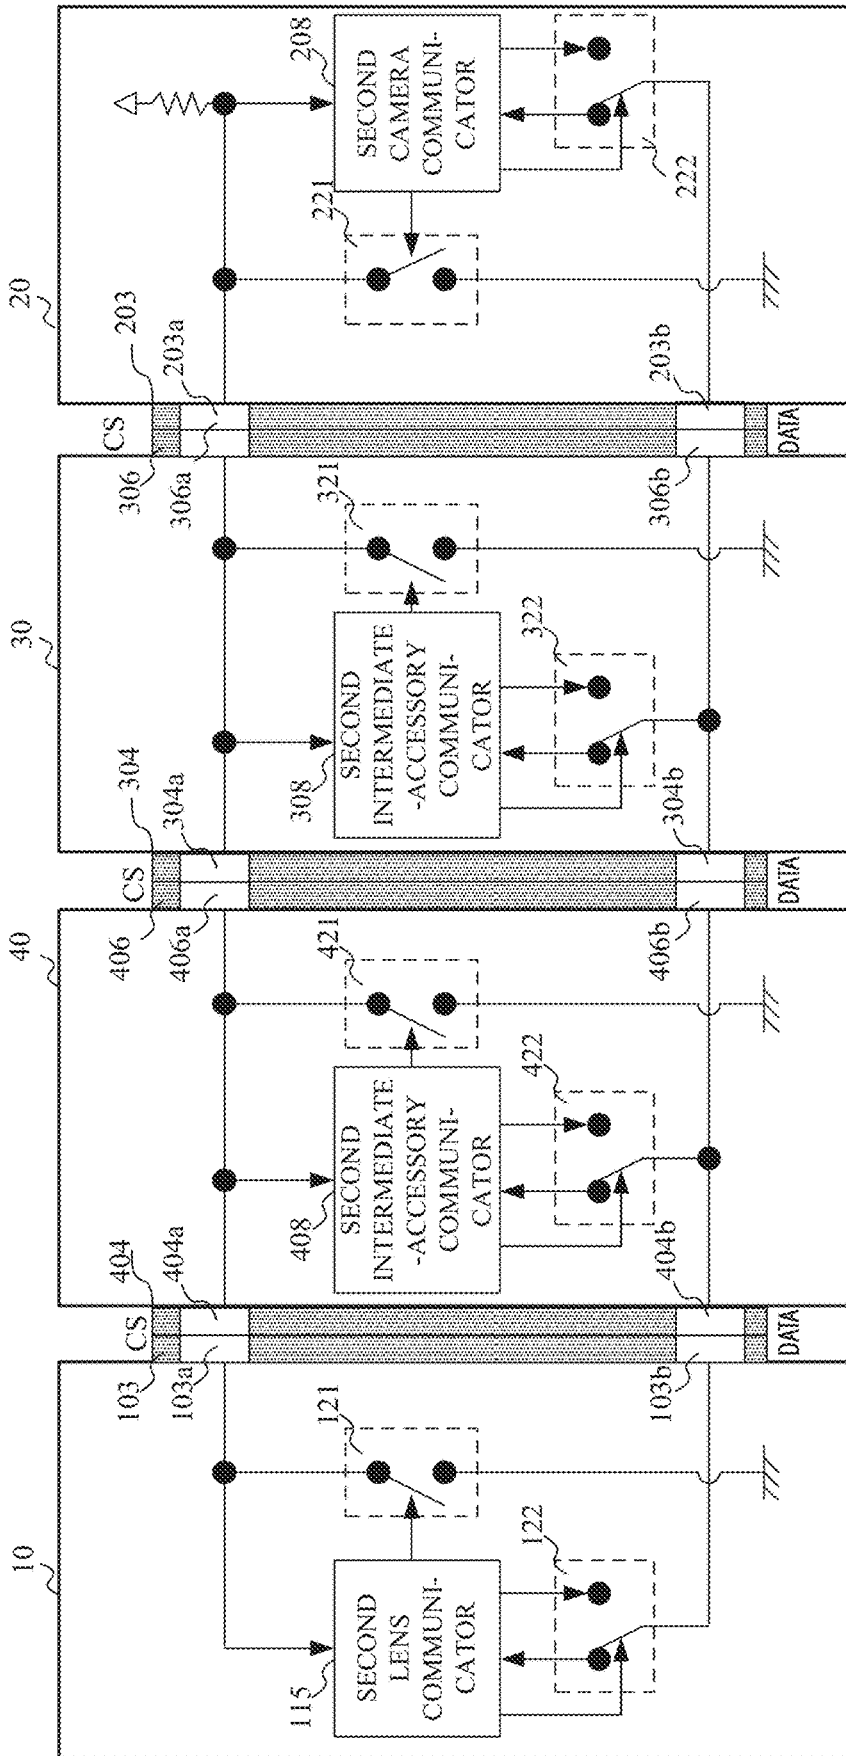 10
103
404
CS
103a
404a
115
SECOND
LENS
COMMUNI-
CATOR
121
122
103b
404b
DATA
40
406
304
CS
406a
304a
408
SECOND
INTERMEDIATE
-ACCESSORY
COMMUNI-
CATOR
421
422
406b
304b
DATA
30
306
203
CS
306a
203a
308
SECOND
INTERMEDIATE
-ACCESSORY
COMMUNI-
CATOR
321
322
306b
203b
DATA
20
221
208
SECOND
CAMERA
COMMUNI-
CATOR
222